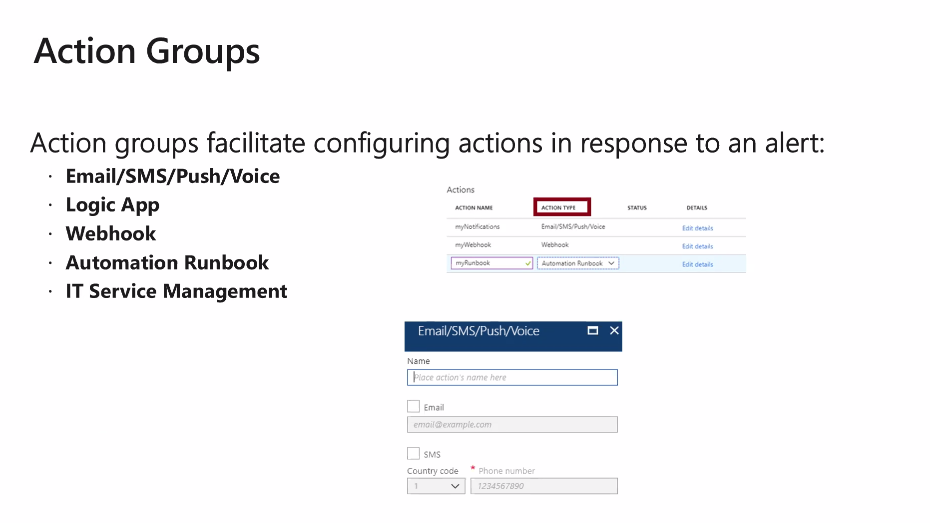 Action Groups
Action groups facilitate configuring actions in response to an alert:
· Email/SMS/Push/Voice
· Logic App
· Webhook
· Automation Runbook
· IT Service Management
Actions
ACTION NAME ACTION TYPE STATUS DETAILS
myNotifications Email/SMS/Push/Voice Edit details
myWebhook Webhook Edit details
myRunbook Automation Runbook Edit details
Email/SMS/Push/Voice
Name
Place action's name here
Email
email@example.com
SMS
Country code * Phone number
1 1234567890